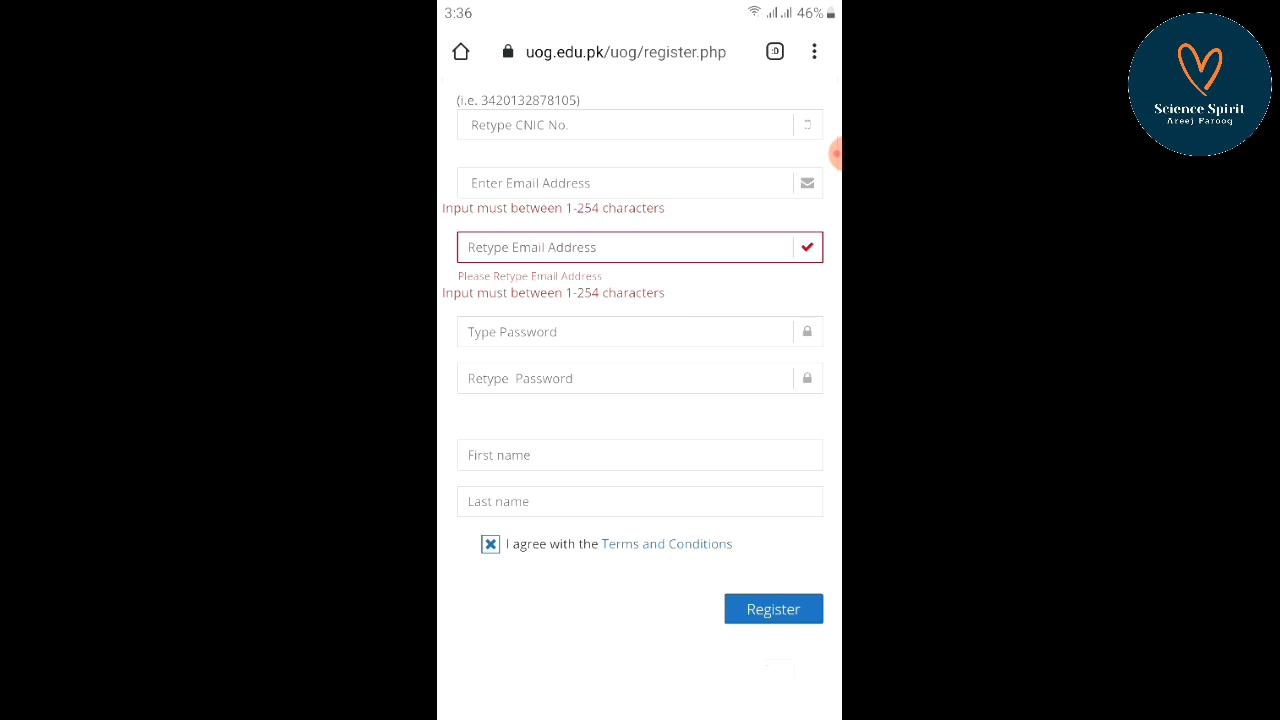 3:36
46%
uog.edu.pk/uog/register.php
:D
Science Spirit
Areej Farooq
(i.e. 3420132878105)
Retype CNIC No.
Enter Email Address
Input must between 1-254 characters
Retype Email Address
Please Retype Email Address
Input must between 1-254 characters
Type Password
Retype Password
First name
Last name
I agree with the Terms and Conditions
Register